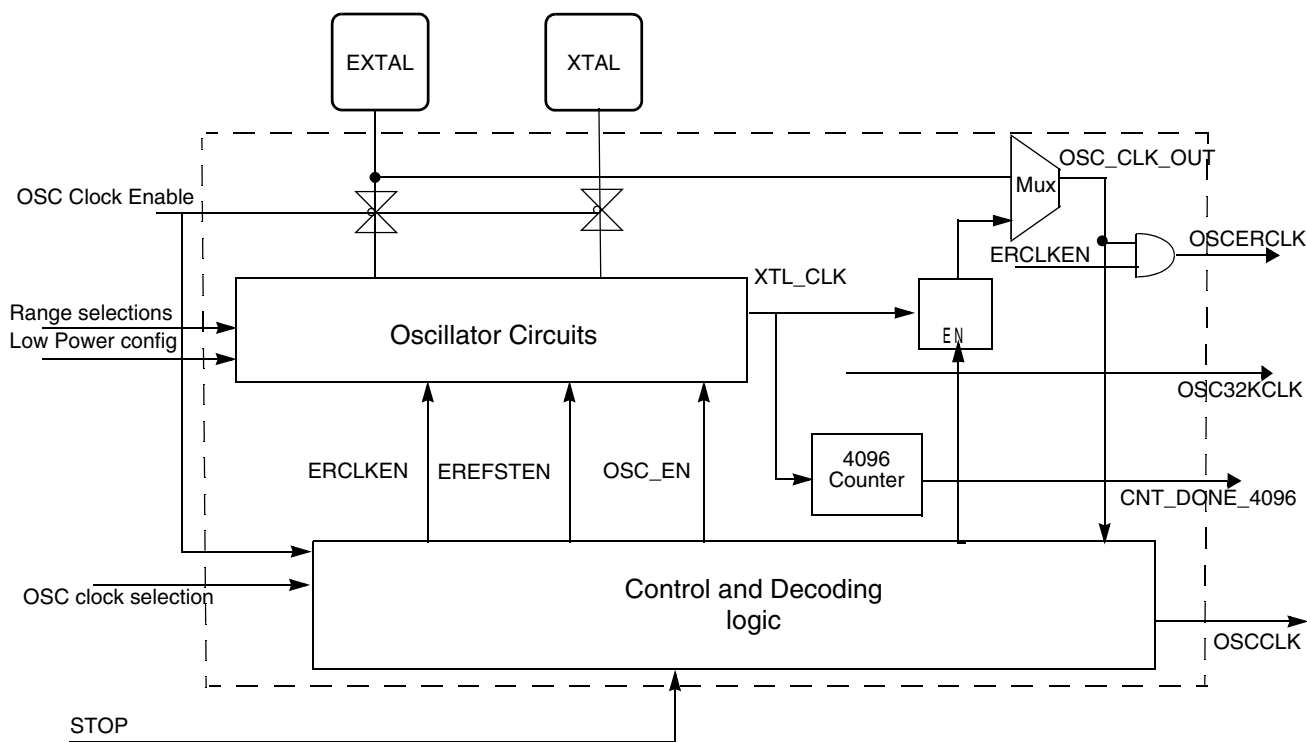 EXTAL
XTAL
OSC_CLK_OUT
Mux
OSC Clock Enable
OSCERCLK
ERCLKEN
XTL_CLK
Range selections
Low Power config
Oscillator Circuits
EN
OSC32KCLK
ERCLKEN
EREFSTEN
OSC_EN
4096
Counter
CNT_DONE_4096
Control and Decoding
logic
OSC clock selection
OSCCLK
STOP